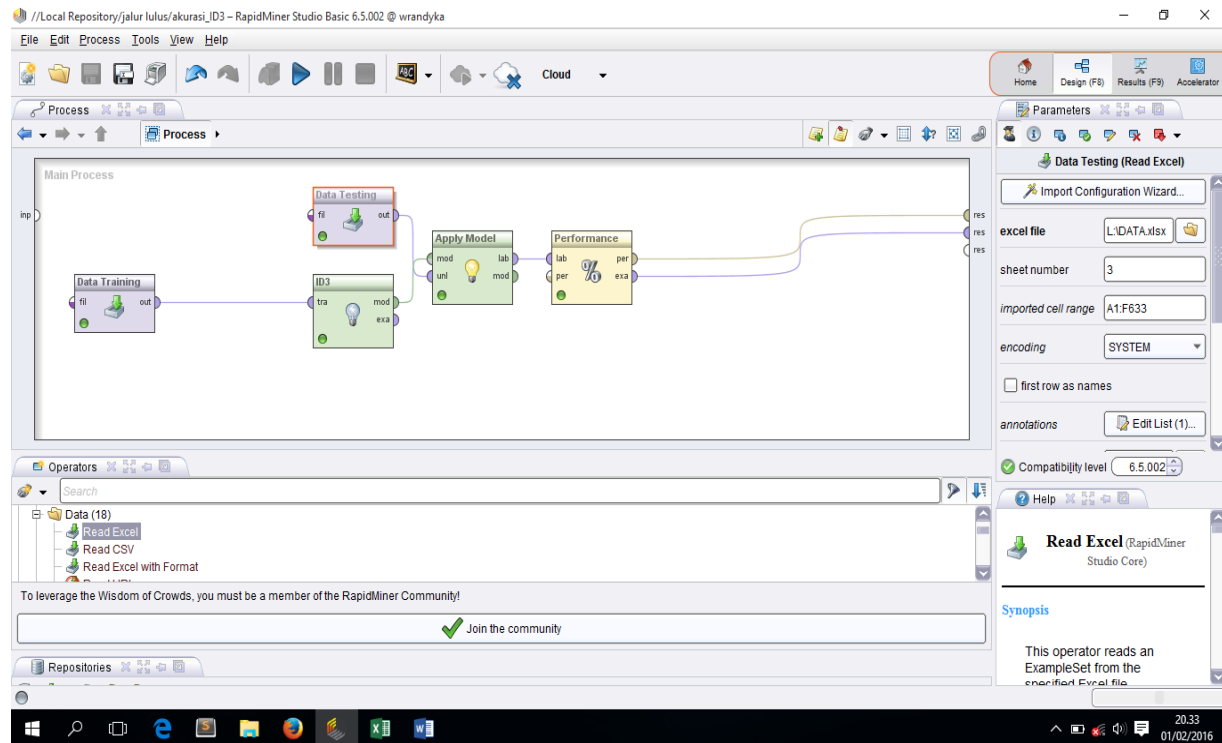 //Local Repository/jalur lulus/akurasi_ID3 – RapidMiner Studio Basic 6.5.002 @ wrandyka
File Edit Process Tools View Help
Cloud
Home Design (F8) Results (F9) Accelerator
Process
Parameters
Process
Data Testing (Read Excel)
Main Process
Import Configuration Wizard...
Data Testing
inp
fil out
res
excel file L:\DATA.xlsx
res
Apply Model Performance
res
mod lab lab per
sheet number 3
unl mod per exa
Data Training ID3
fil out tra mod
imported cell range A1:F633
exa
encoding SYSTEM
first row as names
annotations Edit List (1)...
Operators
Compatibility level 6.5.002
Search
Help
Data (18)
Read Excel
Read CSV
Read Excel with Format
Read Excel (RapidMiner
Studio Core)
To leverage the Wisdom of Crowds, you must be a member of the RapidMiner Community!
Synopsis
Join the community
This operator reads an
ExampleSet from the
specified Excel file
Repositories
20.33
01/02/2016